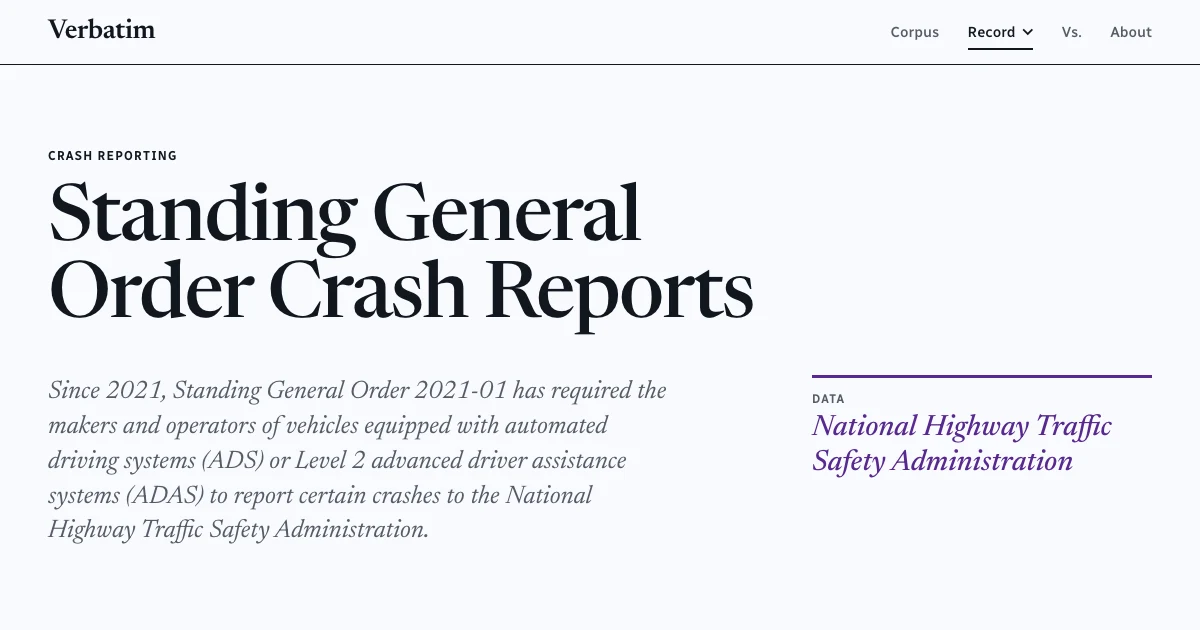 Verbatim
Corpus
Record
Vs.
About
CRASH REPORTING
Standing General
Order Crash Reports
Since 2021, Standing General Order 2021-01 has required the
makers and operators of vehicles equipped with automated
driving systems (ADS) or Level 2 advanced driver assistance
systems (ADAS) to report certain crashes to the National
Highway Traffic Safety Administration.
DATA
National Highway Traffic
Safety Administration